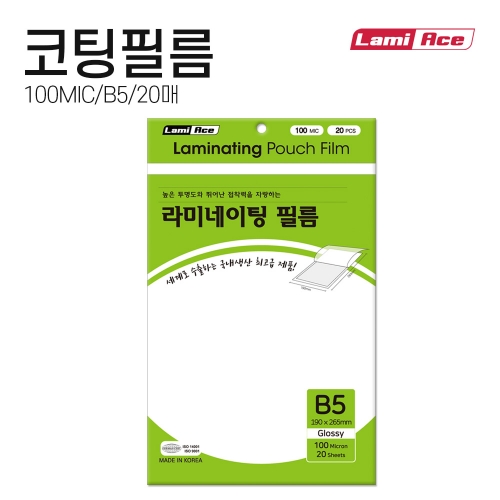 코팅필름
100MIC/B5/20매
Lami Ace
Lami Ace
100 MIC
20 PCS
Laminating Pouch Film
높은 투명도와 뛰어난 접착력을 자랑하는
라미네이팅 필름
세계로 수출하는 국내생산 최고급 제품!
B5
190 x 265mm
Glossy
100 Micron
20 Sheets
ISO 14001
ISO 9001
MADE IN KOREA